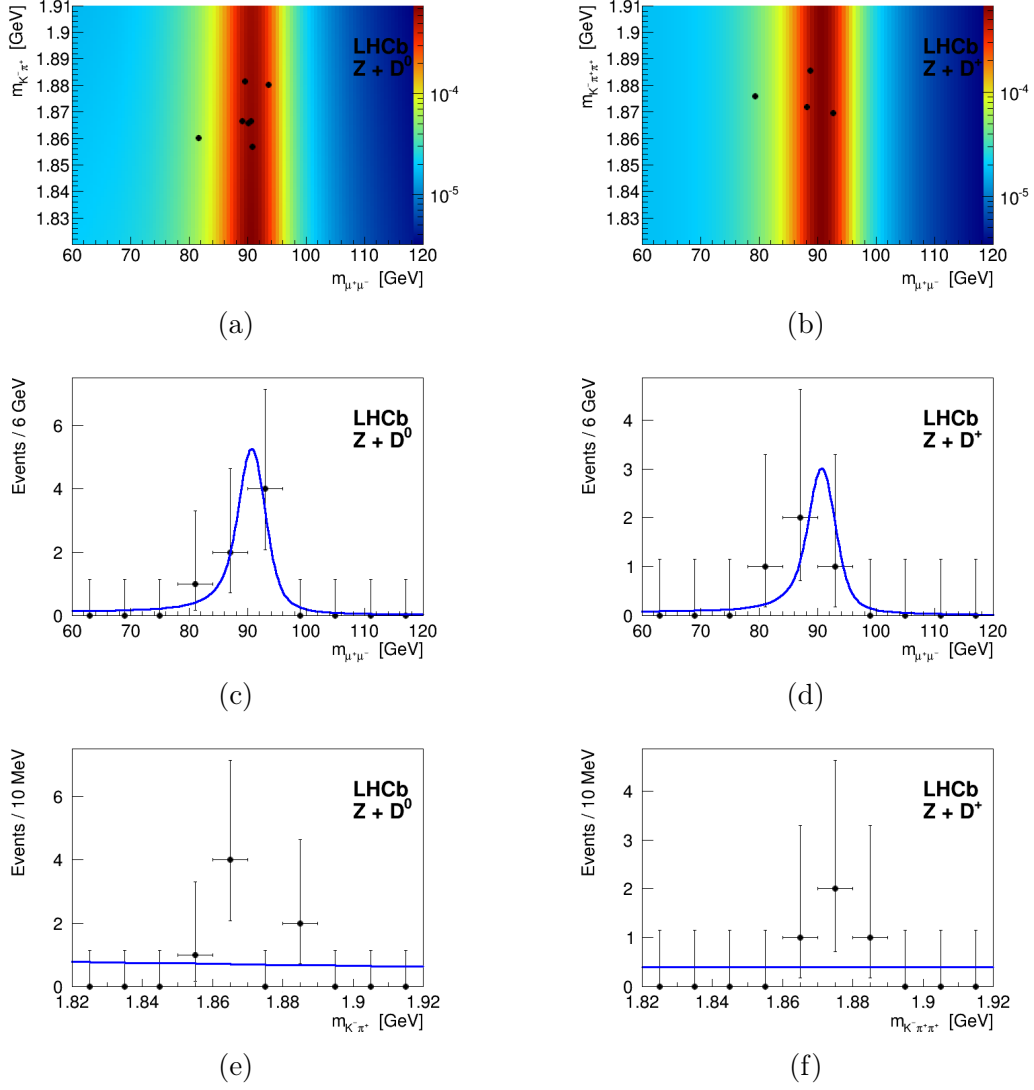 m_{K⁻π⁺} [GeV]
1.91
1.9
1.89
1.88
1.87
1.86
1.85
1.84
1.83
LHCb
Z + D⁰
10⁻⁴
10⁻⁵
60 70 80 90 100 110 120
m_{μ⁺μ⁻} [GeV]
(a)
m_{K⁻π⁺π⁺} [GeV]
1.91
1.9
1.89
1.88
1.87
1.86
1.85
1.84
1.83
LHCb
Z + D⁺
10⁻⁴
10⁻⁵
60 70 80 90 100 110 120
m_{μ⁺μ⁻} [GeV]
(b)
Events / 6 GeV
6
4
2
0
LHCb
Z + D⁰
60 70 80 90 100 110 120
m_{μ⁺μ⁻} [GeV]
(c)
Events / 6 GeV
4
3
2
1
0
LHCb
Z + D⁺
60 70 80 90 100 110 120
m_{μ⁺μ⁻} [GeV]
(d)
Events / 10 MeV
6
4
2
0
LHCb
Z + D⁰
1.82 1.84 1.86 1.88 1.9 1.92
m_{K⁻π⁺} [GeV]
(e)
Events / 10 MeV
4
3
2
1
0
LHCb
Z + D⁺
1.82 1.84 1.86 1.88 1.9 1.92
m_{K⁻π⁺π⁺} [GeV]
(f)